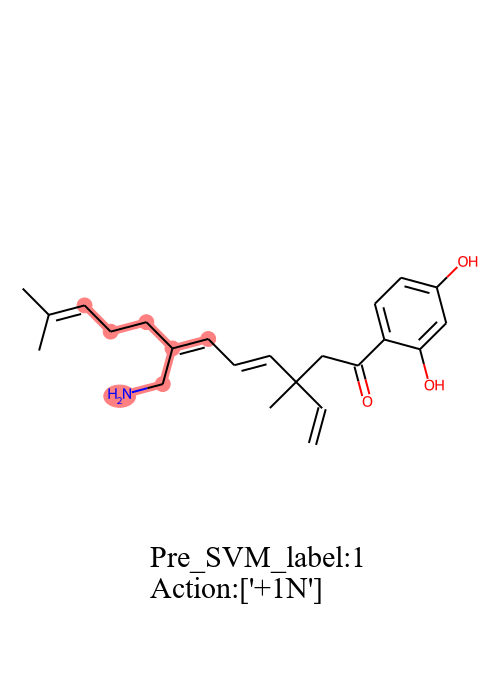 OH
H2N
OH
O
Pre_SVM_label:1
Action:['+1N']